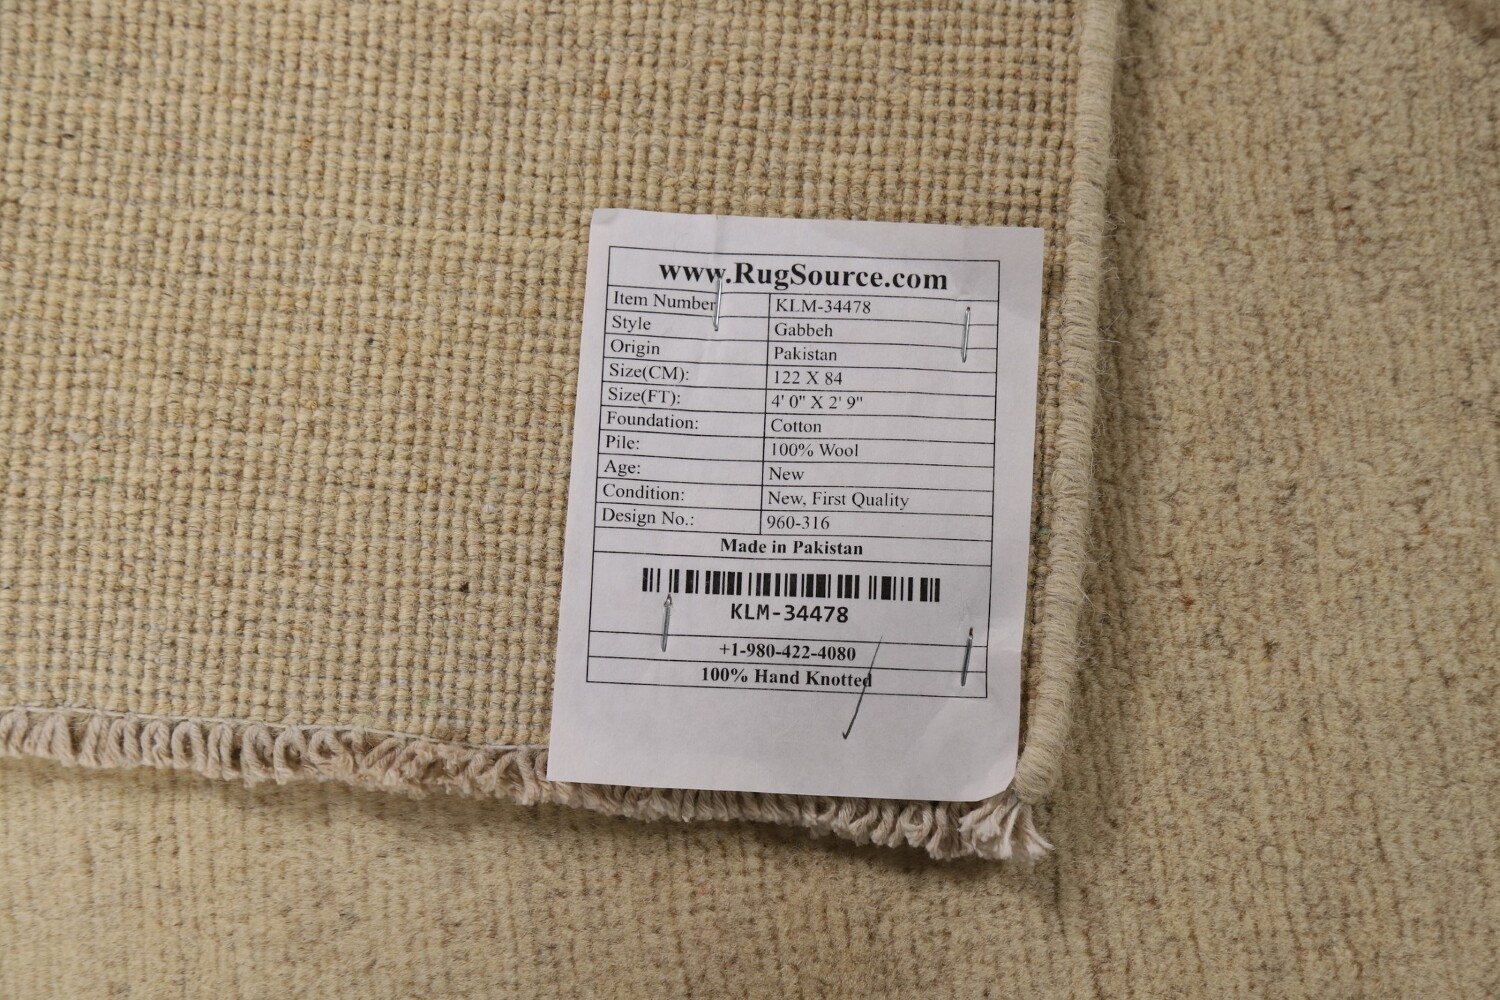 www.RugSource.com
Item Number KLM-34478
Style Gabbeh
Origin Pakistan
Size(CM): 122 X 84
Size(FT): 4' 0" X 2' 9"
Foundation: Cotton
Pile: 100% Wool
Age: New
Condition: New, First Quality
Design No.: 960-316
Made in Pakistan
KLM-34478
+1-980-422-4080
100% Hand Knotted